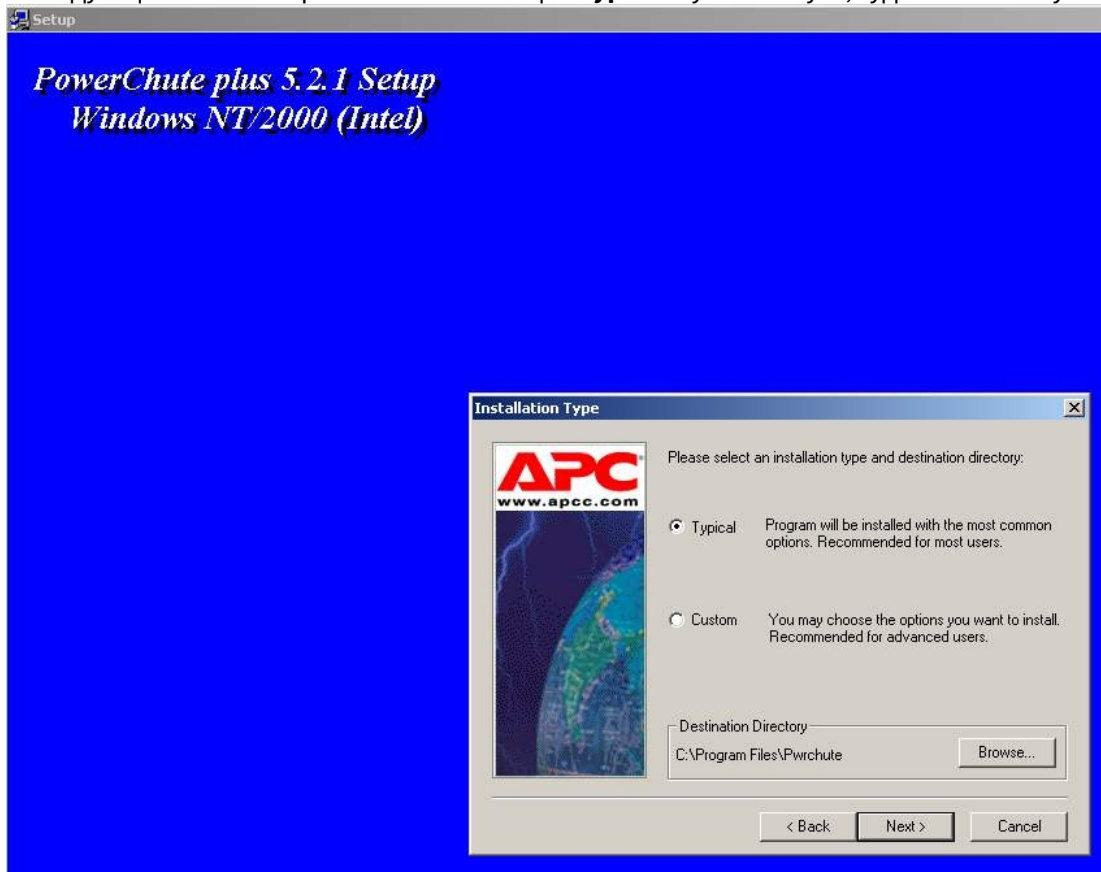 Setup
PowerChute plus 5.2.1 Setup
Windows NT/2000 (Intel)
Installation Type
APC
www.apcc.com
Please select an installation type and destination directory:
Typical Program will be installed with the most common
options. Recommended for most users.
Custom You may choose the options you want to install.
Recommended for advanced users.
Destination Directory
C:\Program Files\Pwrchute
Browse...
< Back Next > Cancel